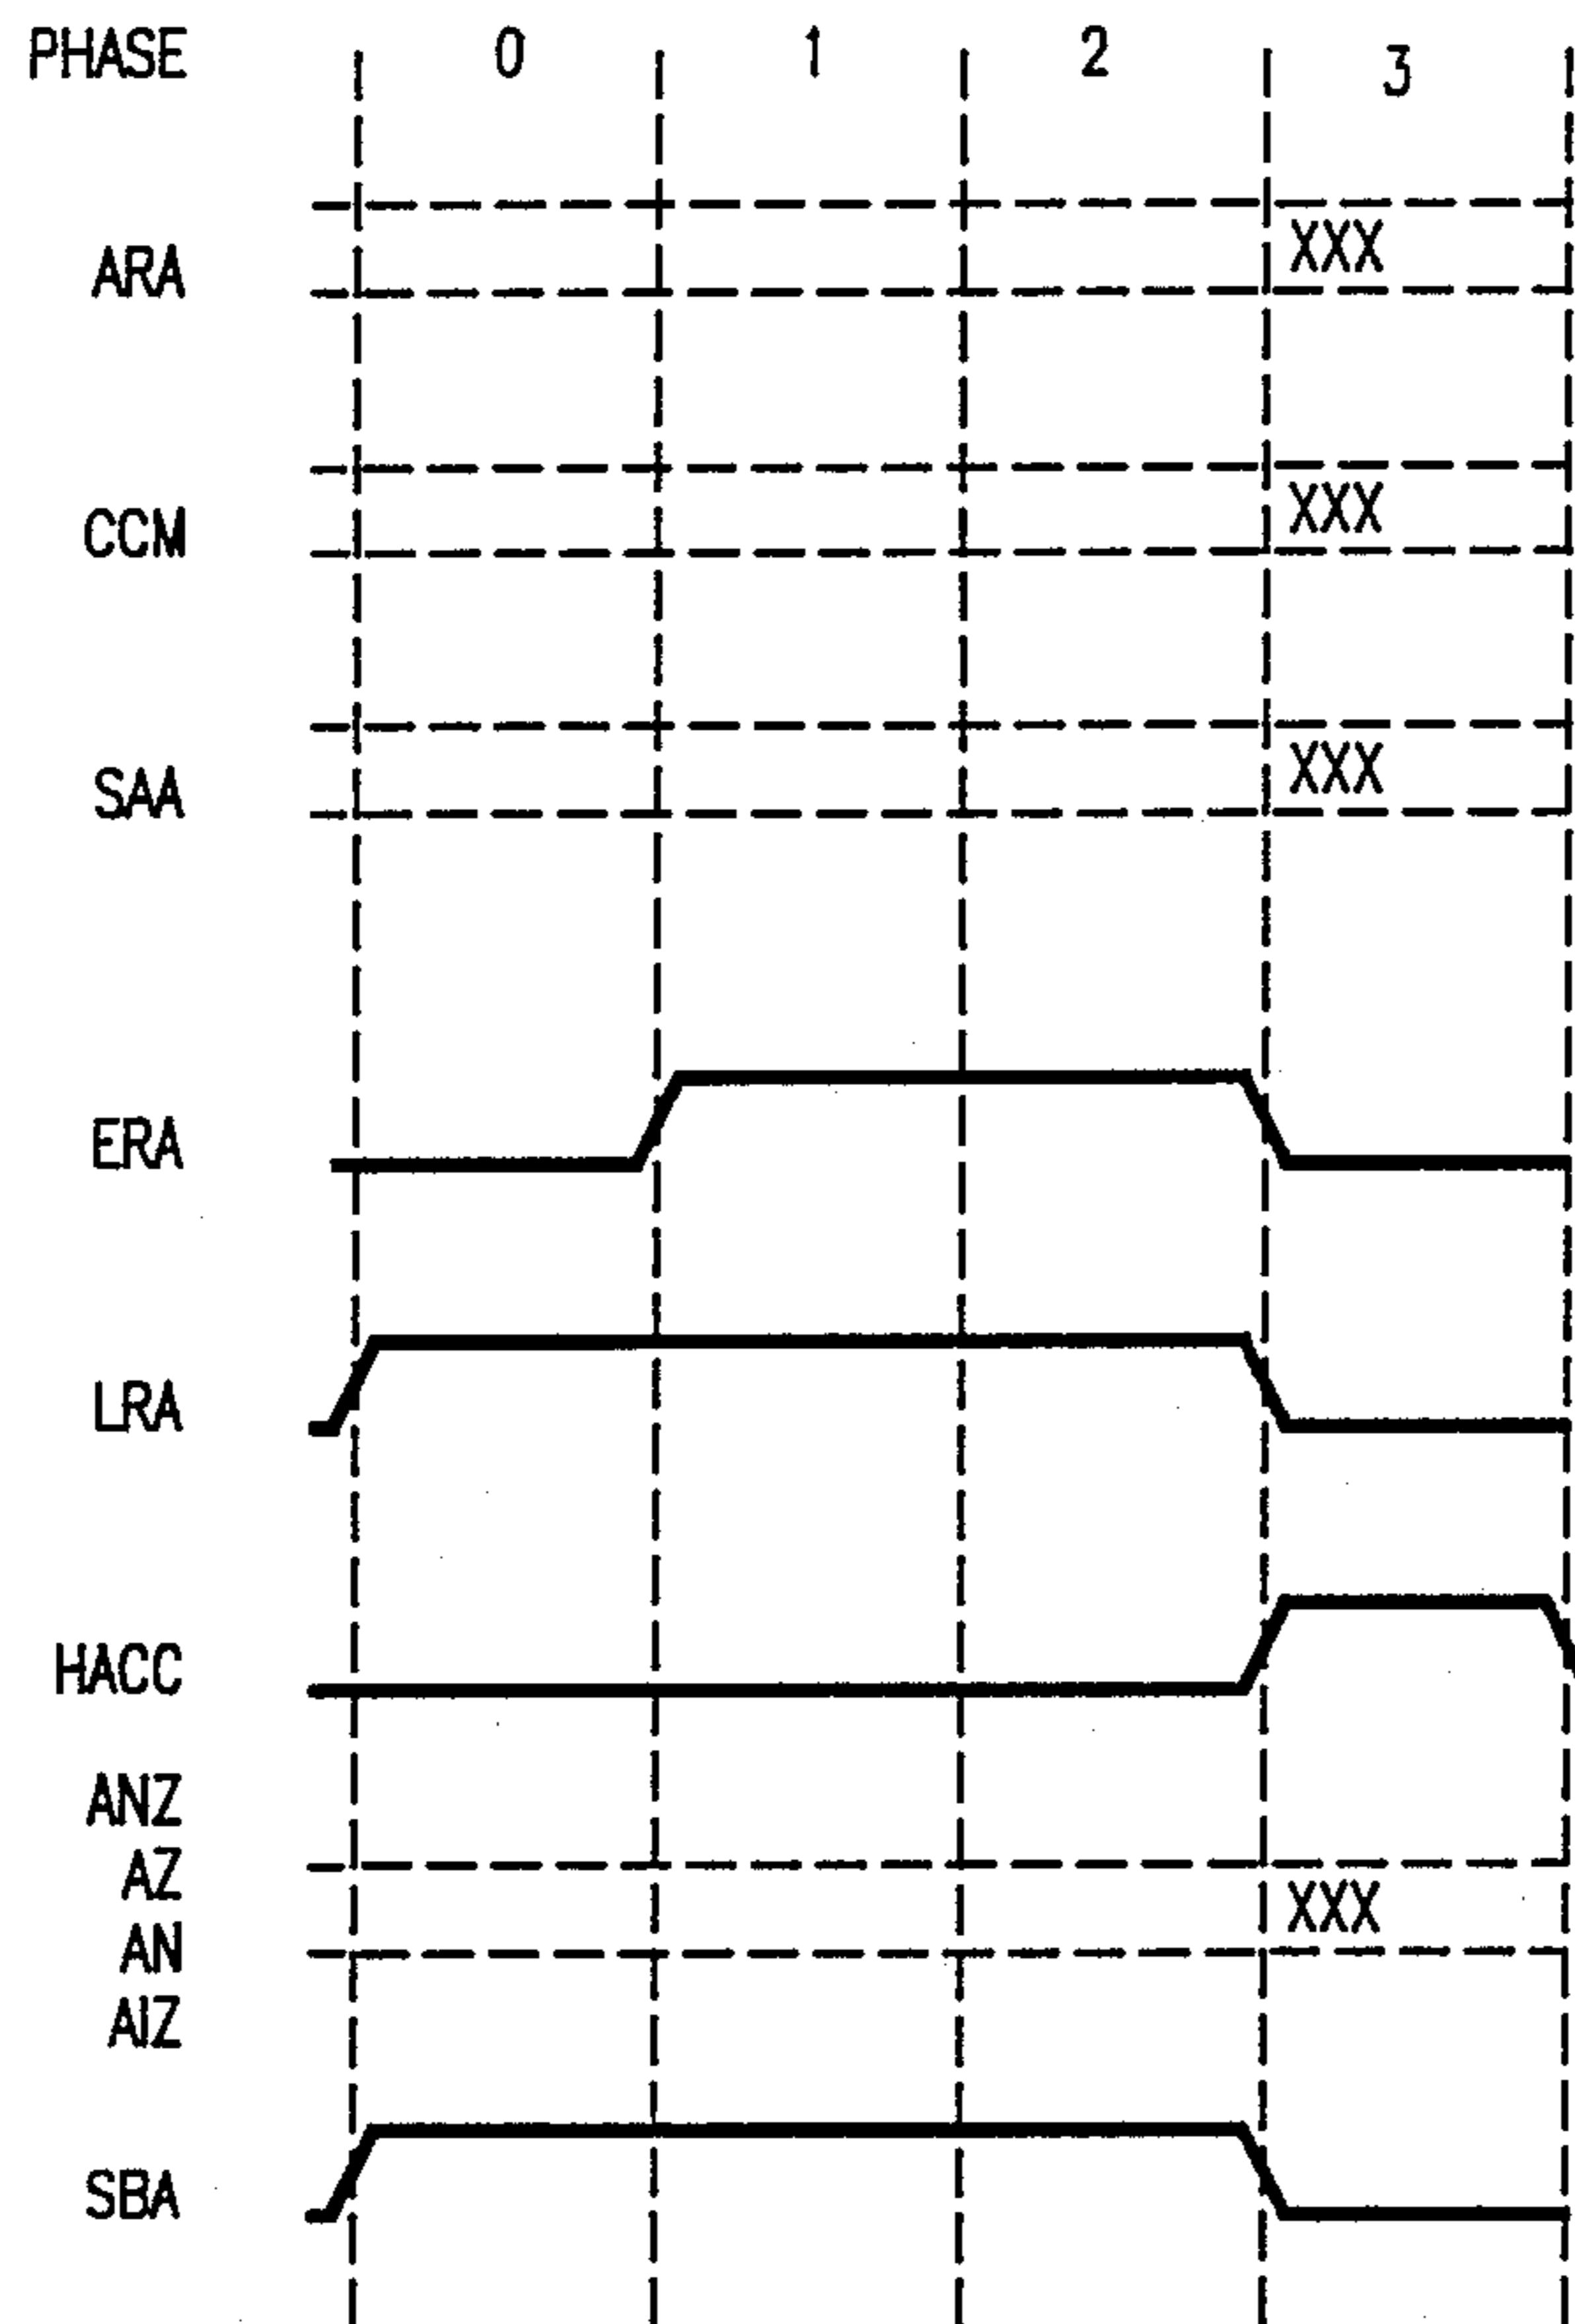 PHASE 0 1 2 3
ARA XXX
CCM XXX
SAA XXX
ERA
LRA
HACC
ANZ
AZ
XXX
AN
AIZ
SBA